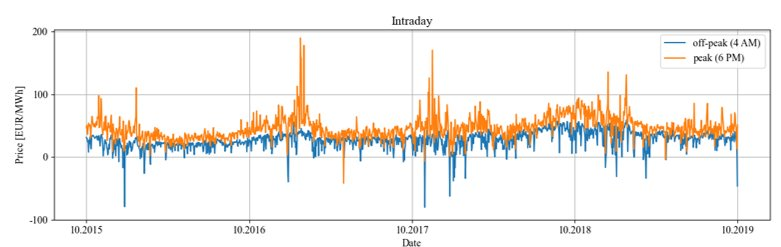 Intraday
200
100
0
-100
Price [EUR/MWh]
off-peak (4 AM)
peak (6 PM)
10.2015
10.2016
10.2017
10.2018
10.2019
Date